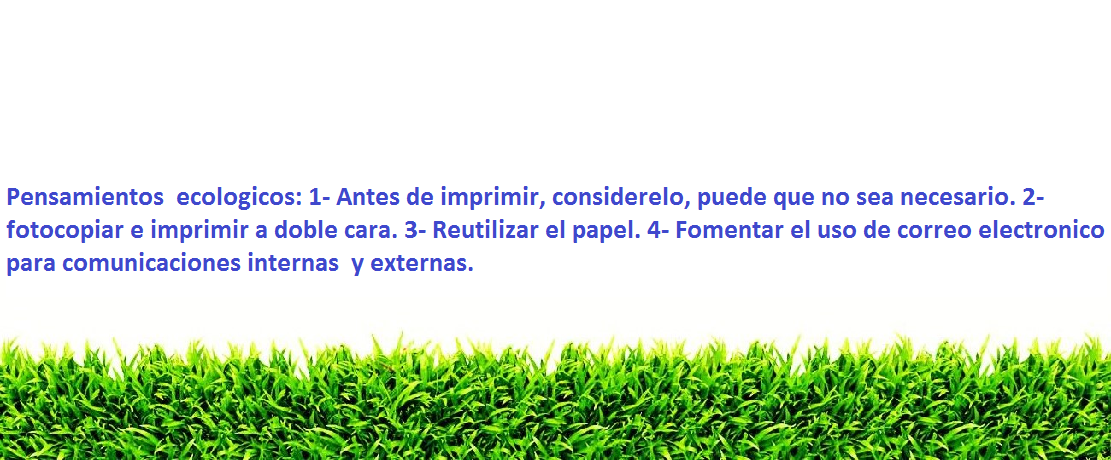 Pensamientos  ecologicos: 1- Antes de imprimir, considerelo, puede que no sea necesario. 2-
fotocopiar e imprimir a doble cara. 3- Reutilizar el papel. 4- Fomentar el uso de correo electronico
para comunicaciones internas  y externas.